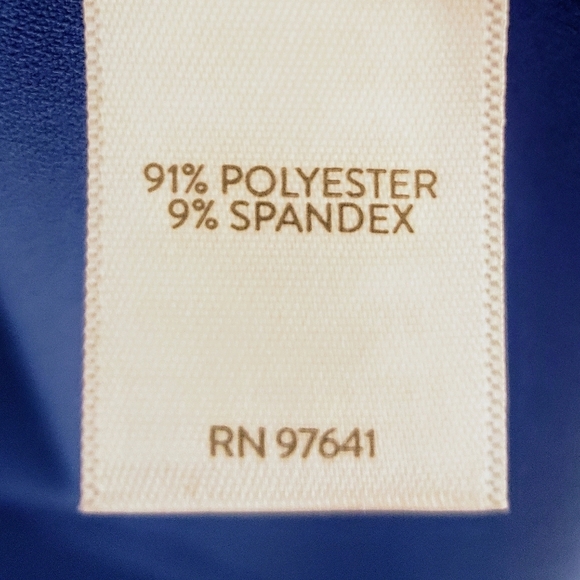 91% POLYESTER
9% SPANDEX
RN 97641